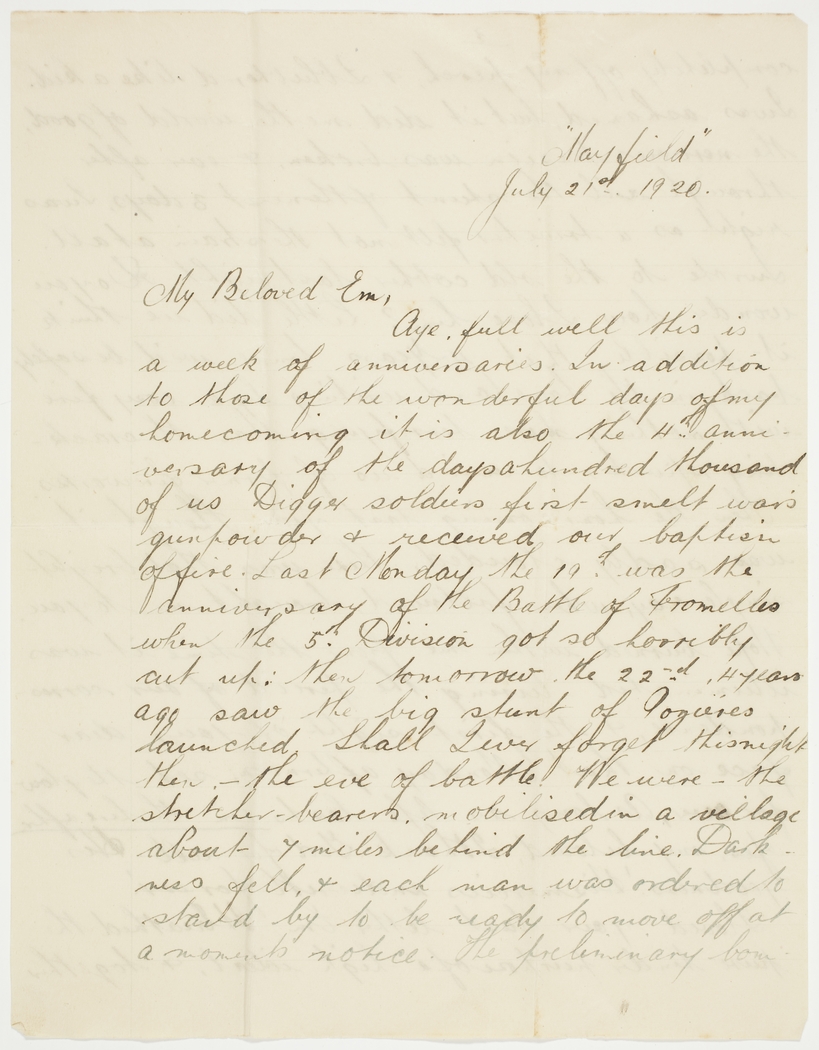 "Mayfield"
July 21st. 1920.
My Beloved Em,
Aye, full well this is
a week of anniversaries. In addition
to those of the wonderful days of my
homecoming it is also the 4th anni-
versary of the days a hundred thousand
of us Digger soldiers first smelt war's
gunpowder & received our baptism
of fire. Last Monday the 19th was the
anniversary of the Battle of Fromelles
when the 5th Division got so horribly
cut up: then tomorrow the 22nd, 4 years
ago saw the big stunt of Pozieres
launched. Shall I ever forget this night
then, – the eve of battle! We were – the
stretcher-bearers, mobilised in a village
about 7 miles behind the line. Dark-
ness fell, & each man was ordered to
stand by to be ready to move off at
a moments notice. The preliminary bom-